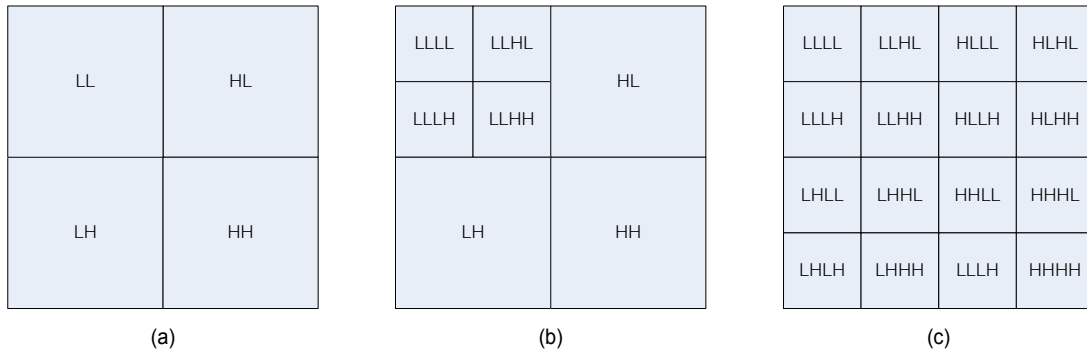 LL HL
LH HH
(a)
LLLL LLHL HL
LLLH LLHH
LH HH
(b)
LLLL LLHL HLLL HLHL
LLLH LLHH HLLH HLHH
LHLL LHHL HHLL HHHL
LHLH LHHH LLLH HHHH
(c)